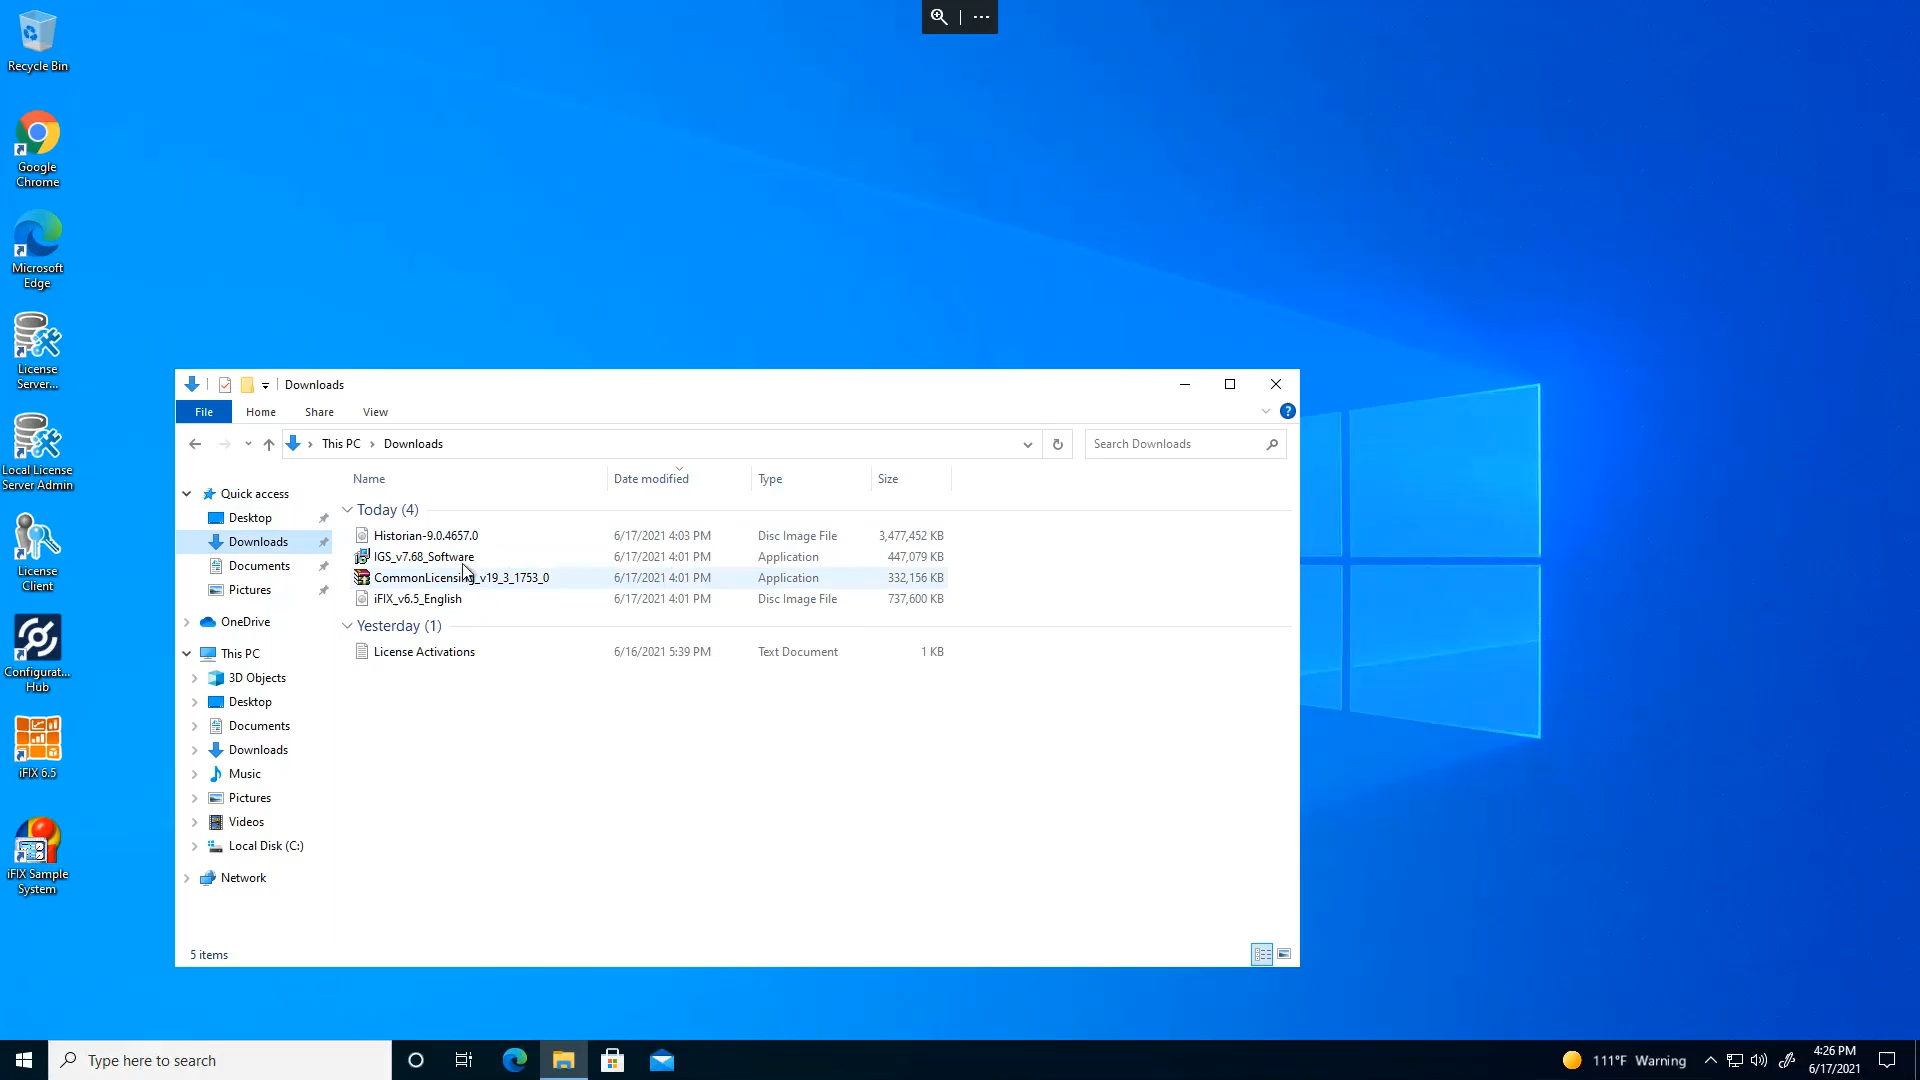 Recycle Bin
Google
Chrome
Microsoft
Edge
License
Server...
Local License
Server Admin
License
Client
Configurat...
Hub
iFIX 6.5
iFIX Sample
System
Downloads
File Home Share View
This PC Downloads
Search Downloads
Quick access
Desktop
Downloads
Documents
Pictures
OneDrive
This PC
3D Objects
Desktop
Documents
Downloads
Music
Pictures
Videos
Local Disk (C:)
Network
Name Date modified Type Size
Today (4)
Historian-9.0.4657.0 6/17/2021 4:03 PM Disc Image File 3,477,452 KB
IGS_v7.68_Software 6/17/2021 4:01 PM Application 447,079 KB
CommonLicensing_v19_3_1753_0 6/17/2021 4:01 PM Application 332,156 KB
iFIX_v6.5_English 6/17/2021 4:01 PM Disc Image File 737,600 KB
Yesterday (1)
License Activations 6/16/2021 5:39 PM Text Document 1 KB
5 items
Type here to search
111°F Warning
4:26 PM
6/17/2021